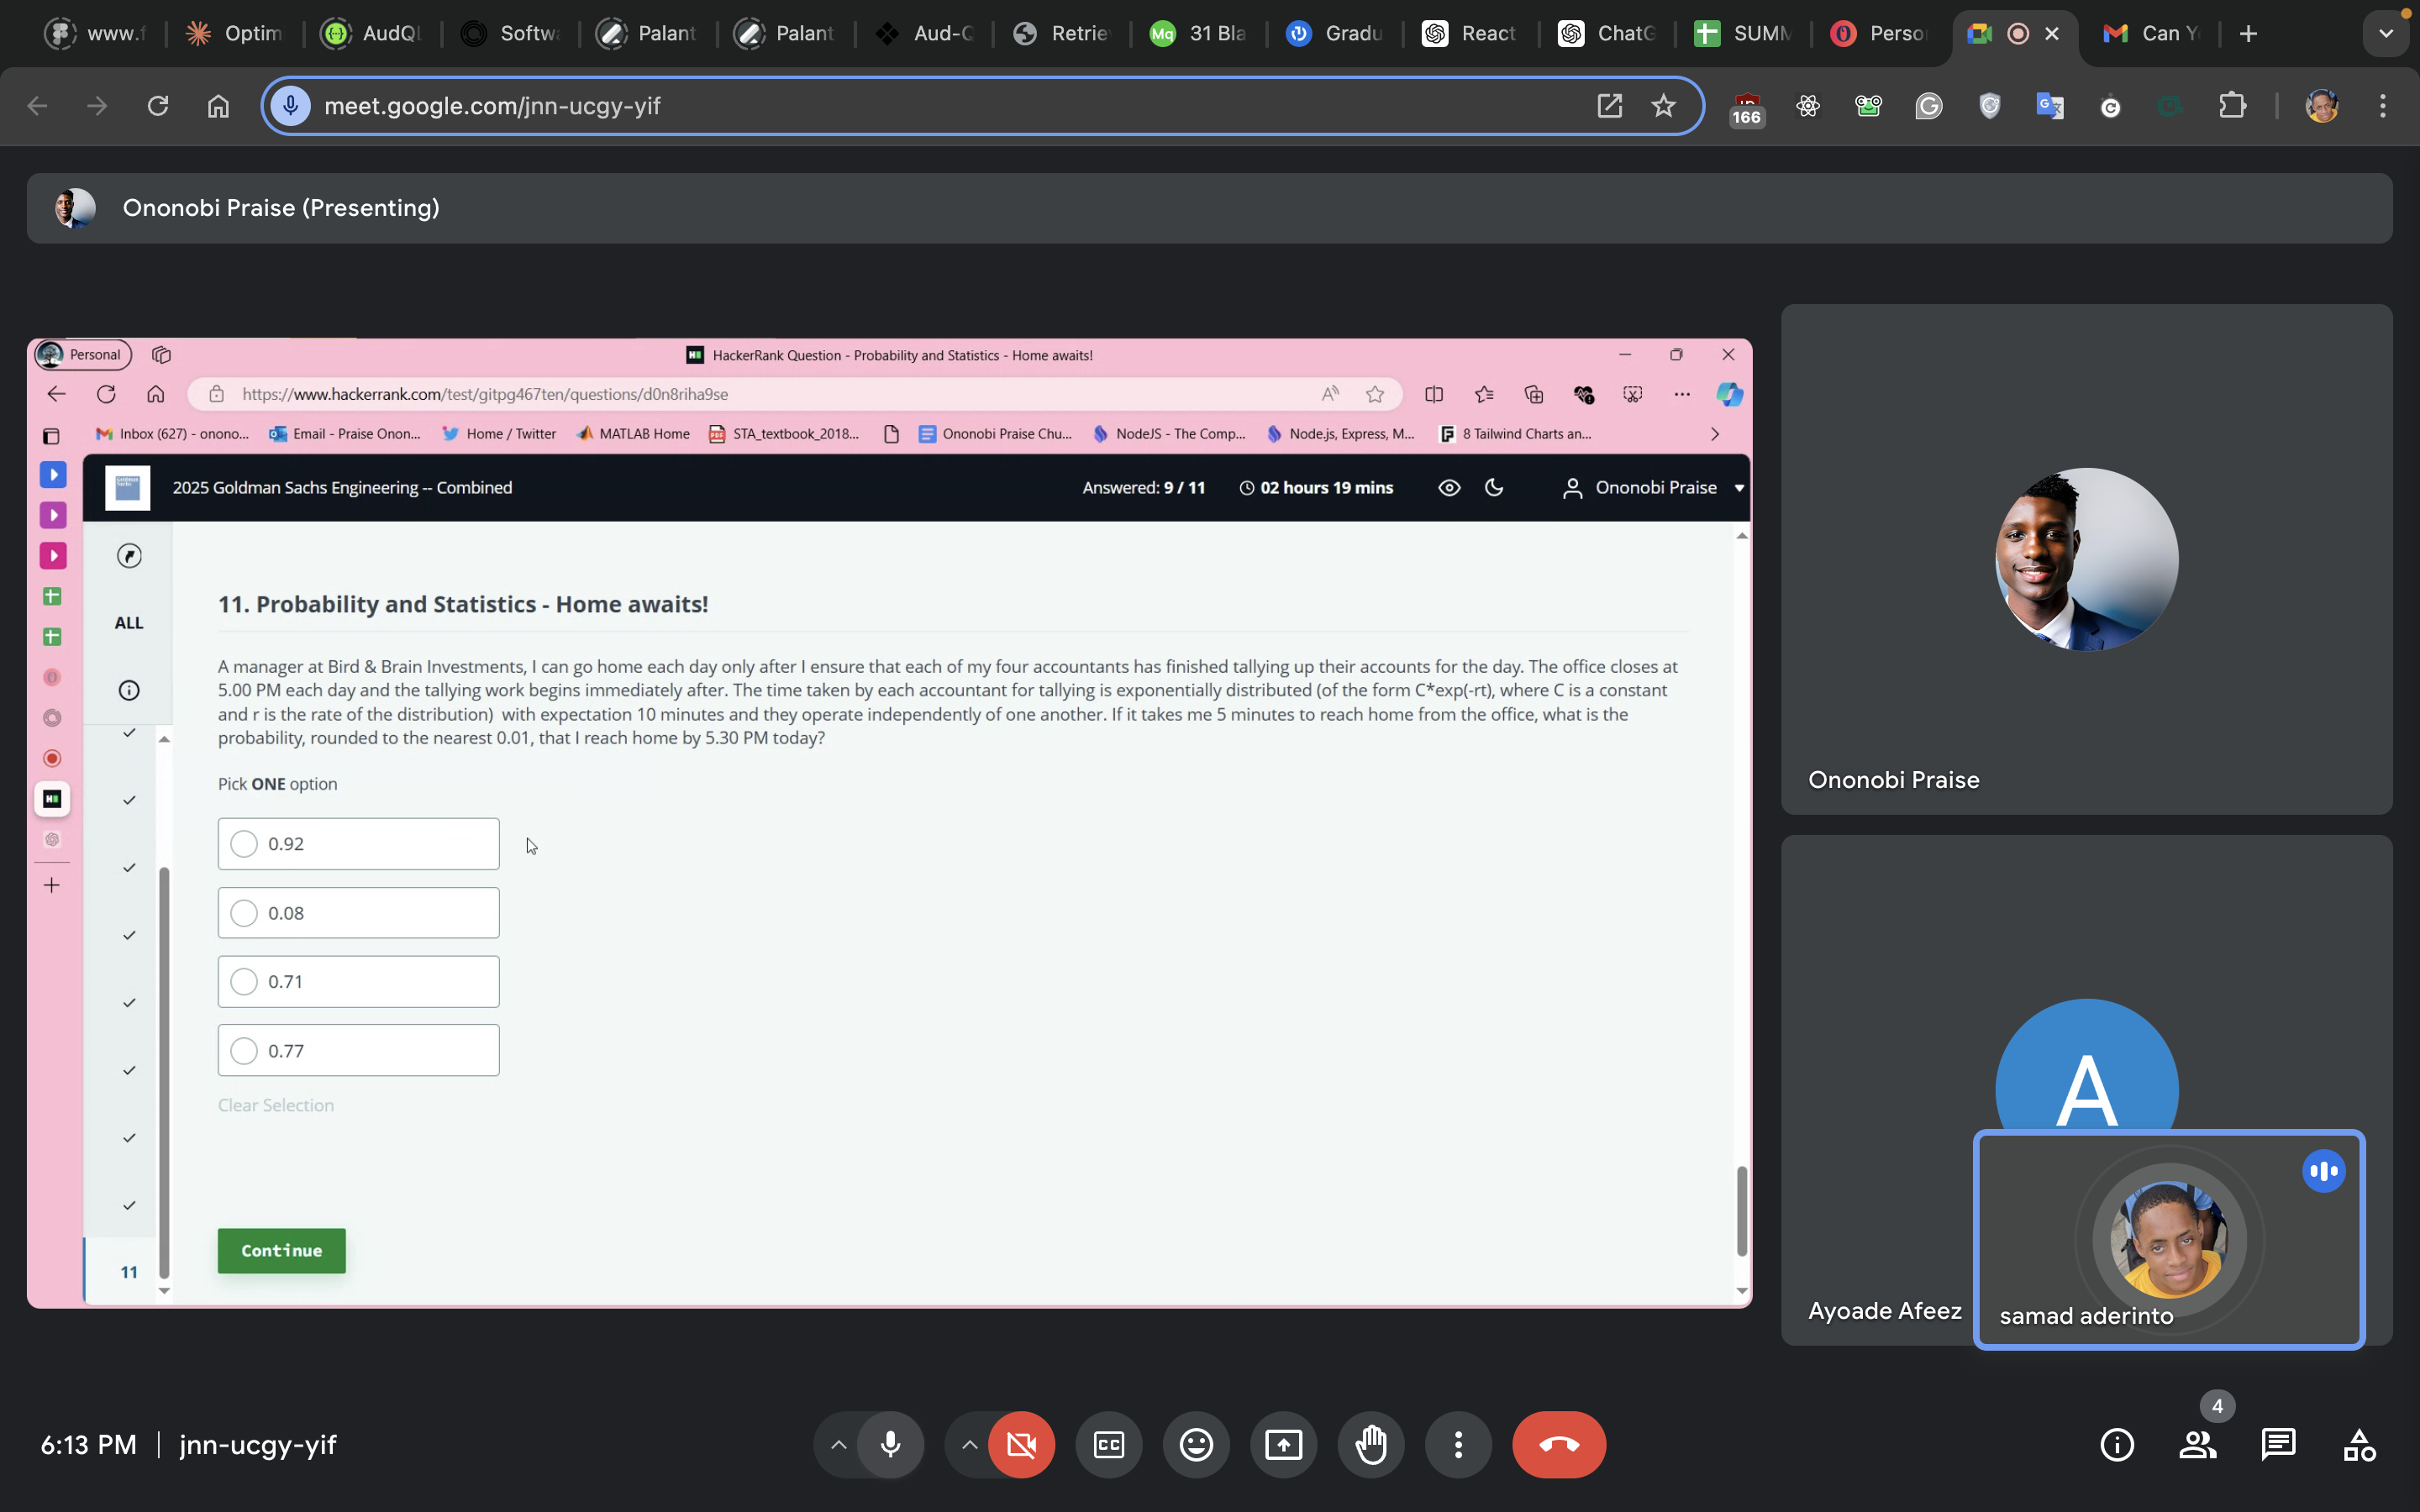 www.f
Optim
AudQL
Softwa
Palant
Palant
Aud-Q
Retrie
31 Bla
Gradu
React
ChatG
SUMM
Perso
Can Y
meet.google.com/jnn-ucgy-yif
166
Ononobi Praise (Presenting)
Personal
HackerRank Question - Probability and Statistics - Home awaits!
https://www.hackerrank.com/test/gitpg467ten/questions/d0n8riha9se
Inbox (627) - onono...
Email - Praise Onon...
Home / Twitter
MATLAB Home
STA_textbook_2018...
Ononobi Praise Chu...
NodeJS - The Comp...
Node.js, Express, M...
8 Tailwind Charts an...
2025 Goldman Sachs Engineering -- Combined
Answered: 9 / 11
02 hours 19 mins
Ononobi Praise
ALL
11. Probability and Statistics - Home awaits!
A manager at Bird & Brain Investments, I can go home each day only after I ensure that each of my four accountants has finished tallying up their accounts for the day. The office closes at
5.00 PM each day and the tallying work begins immediately after. The time taken by each accountant for tallying is exponentially distributed (of the form C*exp(-rt), where C is a constant
and r is the rate of the distribution) with expectation 10 minutes and they operate independently of one another. If it takes me 5 minutes to reach home from the office, what is the
probability, rounded to the nearest 0.01, that I reach home by 5.30 PM today?
Pick ONE option
0.92
0.08
0.71
0.77
Clear Selection
Continue
11
Ononobi Praise
A
Ayoade Afeez
samad aderinto
6:13 PM | jnn-ucgy-yif
CC
4